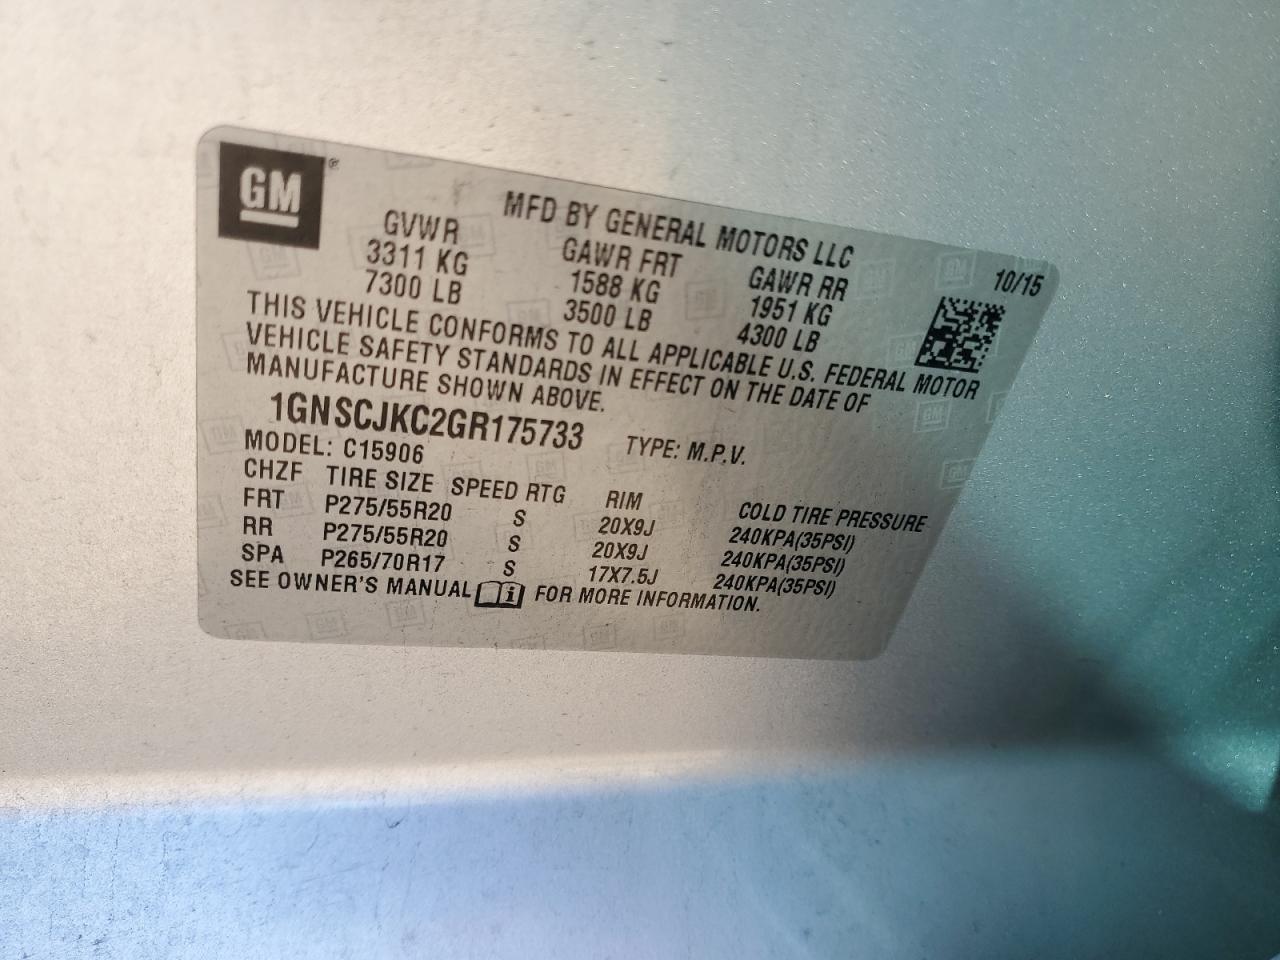 GM ®
MFD BY GENERAL MOTORS LLC
10/15
GVWR GAWR FRT GAWR RR
3311 KG 1588 KG 1951 KG
7300 LB 3500 LB 4300 LB
THIS VEHICLE CONFORMS TO ALL APPLICABLE U.S. FEDERAL MOTOR
VEHICLE SAFETY STANDARDS IN EFFECT ON THE DATE OF
MANUFACTURE SHOWN ABOVE.
1GNSCJKC2GR175733 TYPE: M.P.V.
MODEL: C15906
CHZF TIRE SIZE SPEED RTG RIM COLD TIRE PRESSURE
FRT P275/55R20 S 20X9J 240KPA(35PSI)
RR P275/55R20 S 20X9J 240KPA(35PSI)
SPA P265/70R17 S 17X7.5J 240KPA(35PSI)
SEE OWNER'S MANUAL i FOR MORE INFORMATION.